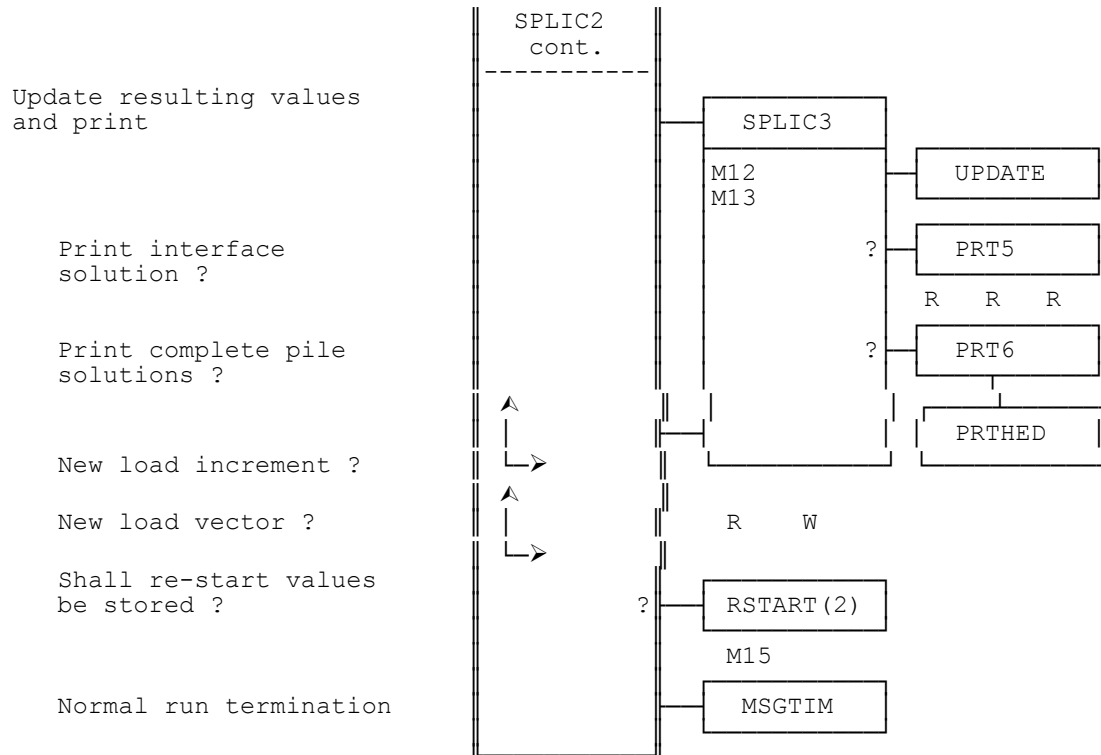 SPLIC2
cont.
-----------
Update resulting values
and print
SPLIC3
M12
M13
UPDATE
Print interface
solution ?
? PRT5
R R R
Print complete pile
solutions ?
? PRT6
PRTHED
New load increment ?
New load vector ?
R W
Shall re-start values
be stored ?
? RSTART(2)
M15
Normal run termination
MSGTIM